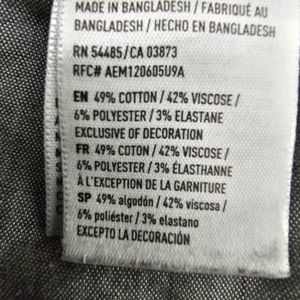 MADE IN BANGLADESH / FABRIQUÉ AU
BANGLADESH / HECHO EN BANGLADESH
RN 54485/CA 03873
RFC# AEM120605U9A
EN 49% COTTON / 42% VISCOSE /
6% POLYESTER / 3% ELASTANE
EXCLUSIVE OF DECORATION
FR 49% COTON / 42% VISCOSE /
6% POLYESTER / 3% ÉLASTHANNE
À L'EXCEPTION DE LA GARNITURE
SP 49% algodón / 42% viscosa /
6% poliéster / 3% elastano
EXCEPTO LA DECORACIÓN